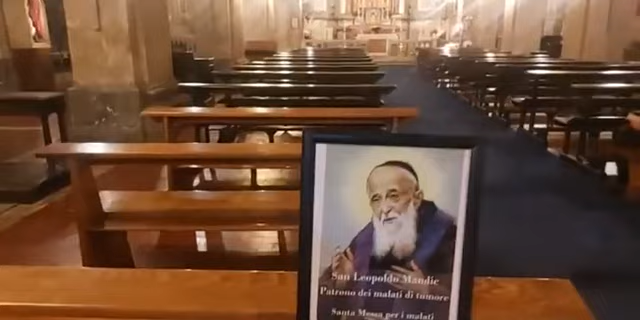 San Leopoldo Mandic
Patrono dei malati di tumore
Santa Messa per i malati